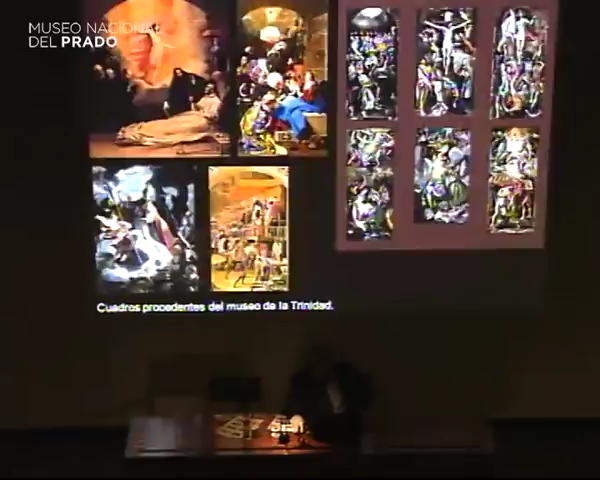 MUSEO NACIONAL
DEL PRADO
Cuadros procedentes del museo de la Trinidad.